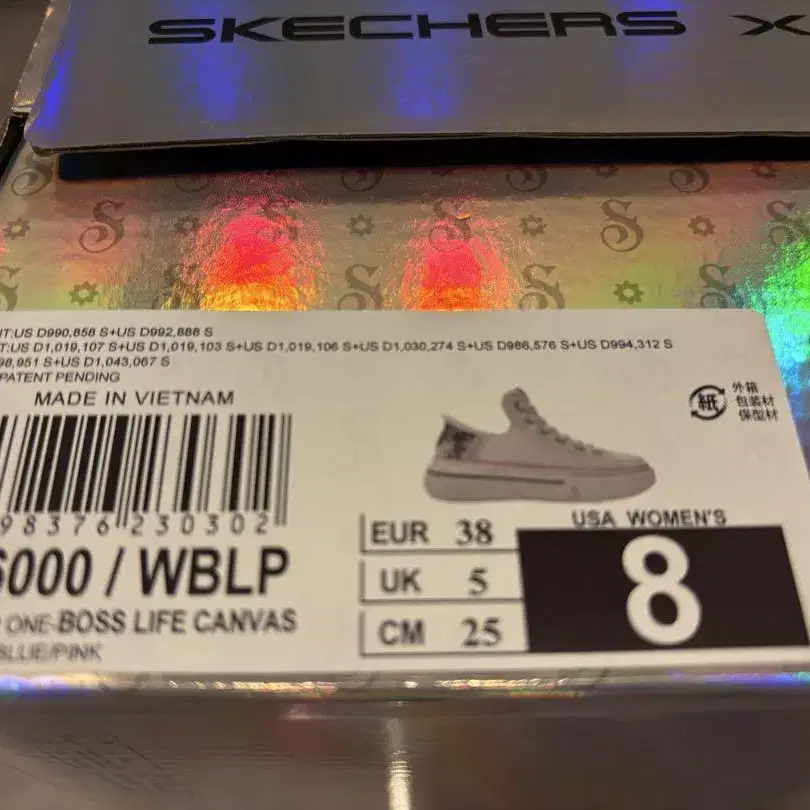 SKECHERS X
T:US D990,858 S+US D992,888 S
T:US D1,019,107 S+US D1,019,103 S+US D1,019,106 S+US D1,030,274 S+US D986,576 S+US D994,312 S
98,951 S+US D1,043,067 S
PATENT PENDING
MADE IN VIETNAM
98376 230302
6000 / WBLP
ONE-BOSS LIFE CANVAS
BLUE/PINK
紙
外箱
包装材
保型材
USA WOMEN'S
EUR 38
UK 5
CM 25
8